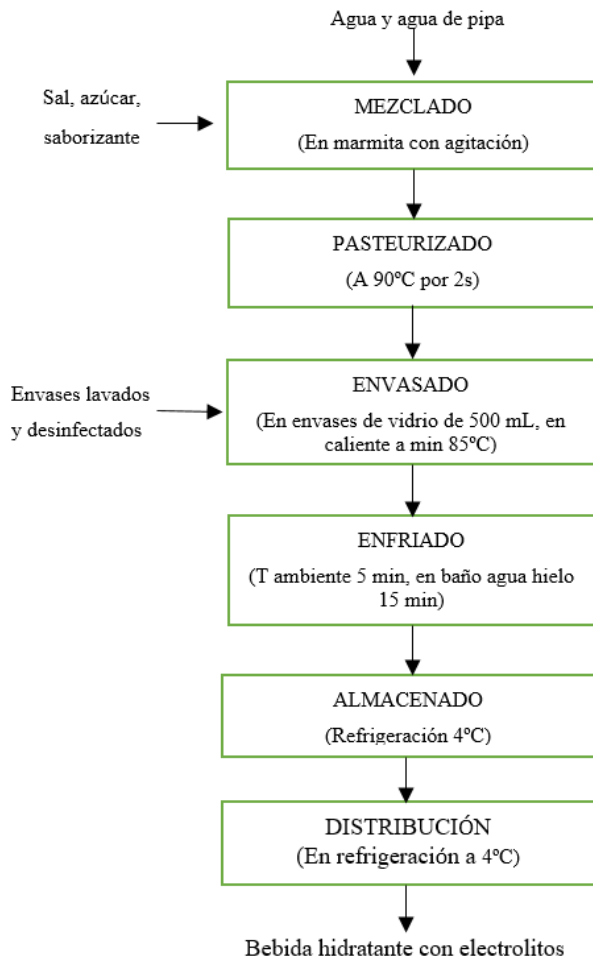 Agua y agua de pipa
Sal, azúcar,
saborizante
MEZCLADO
(En marmita con agitación)
PASTEURIZADO
(A 90ºC por 2s)
Envases lavados
y desinfectados
ENVASADO
(En envases de vidrio de 500 mL, en
caliente a min 85ºC)
ENFRIADO
(T ambiente 5 min, en baño agua hielo
15 min)
ALMACENADO
(Refrigeración 4ºC)
DISTRIBUCIÓN
(En refrigeración a 4ºC)
Bebida hidratante con electrolitos